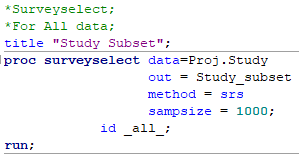 *Surveyselect;
*For All data;
title "Study Subset";
proc surveyselect data=Proj.Study
out = Study_subset
method = srs
sampsize = 1000;
id _all_;
run;